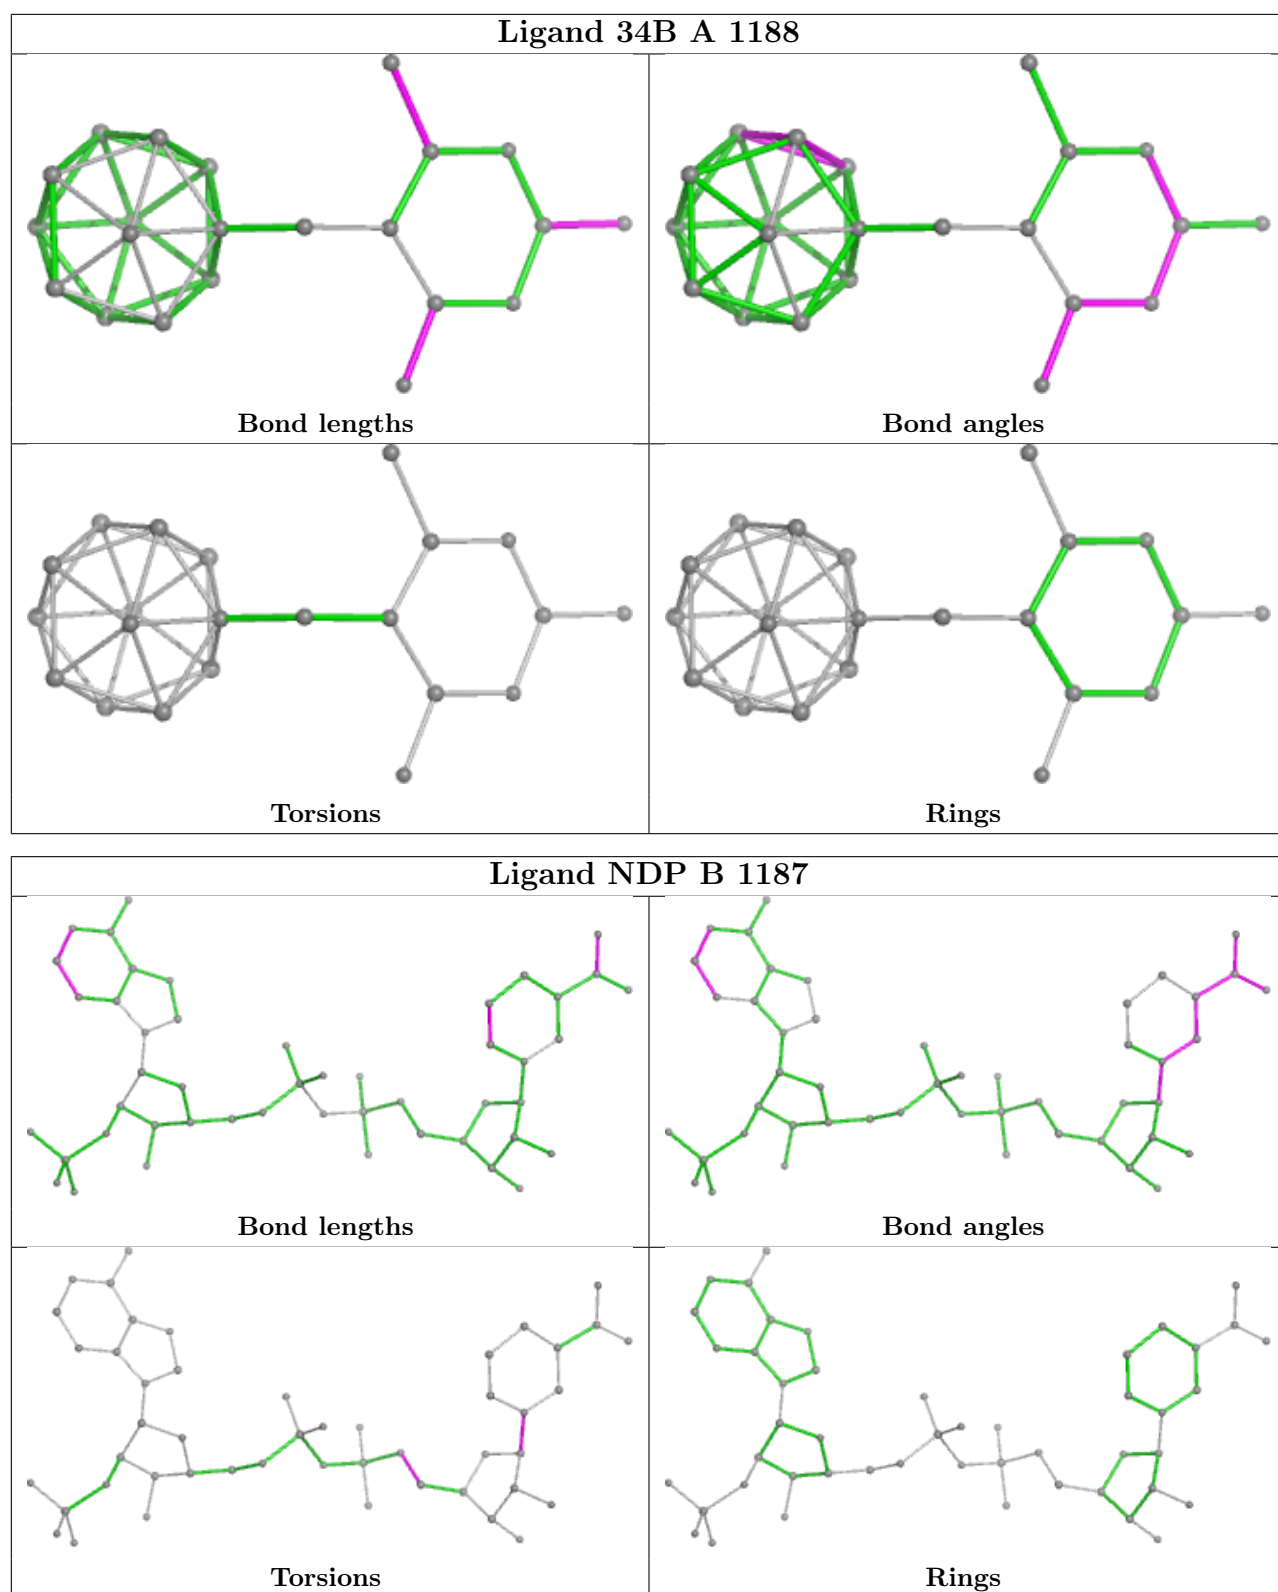 Ligand 34B A 1188
Bond lengths
Bond angles
Torsions
Rings
Ligand NDP B 1187
Bond lengths
Bond angles
Torsions
Rings